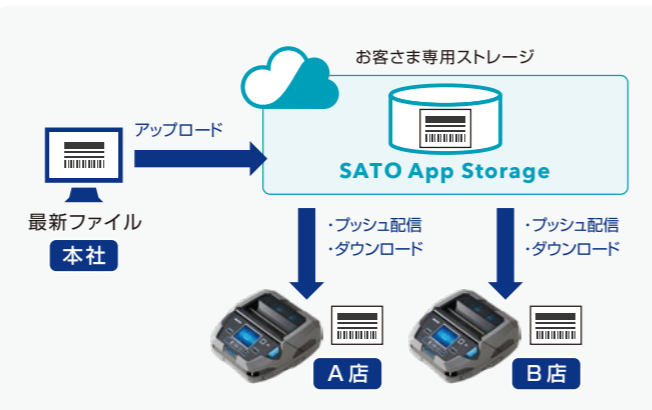 お客さま専用ストレージ
アップロード
SATO App Storage
最新ファイル
本社
・プッシュ配信
・ダウンロード
・プッシュ配信
・ダウンロード
A店
B店